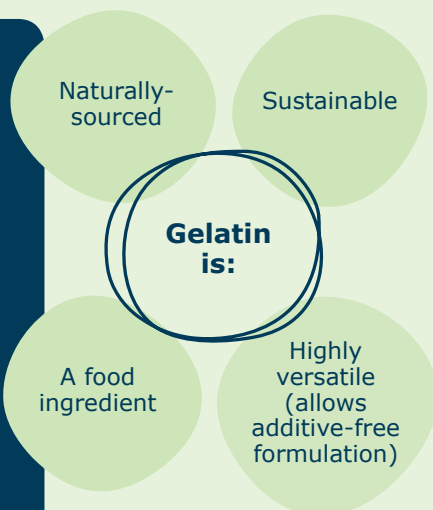 Naturally-
sourced
Sustainable
Gelatin
is:
A food
ingredient
Highly
versatile
(allows
additive-free
formulation)